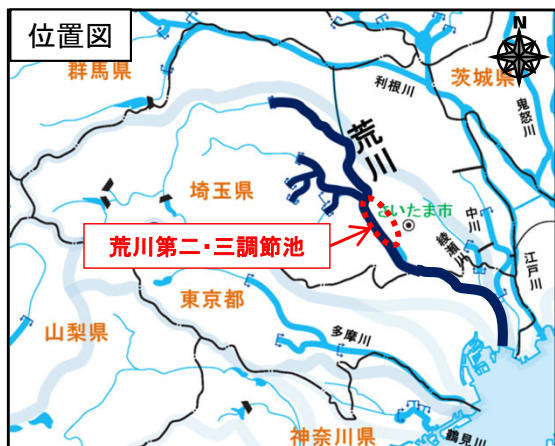 位置図
N
群馬県
利根川
茨城県
鬼怒川
荒川
埼玉県
さいたま市
中川
綾瀬川
江戸川
荒川第二・三調節池
東京都
山梨県
多摩川
神奈川県
鶴見川